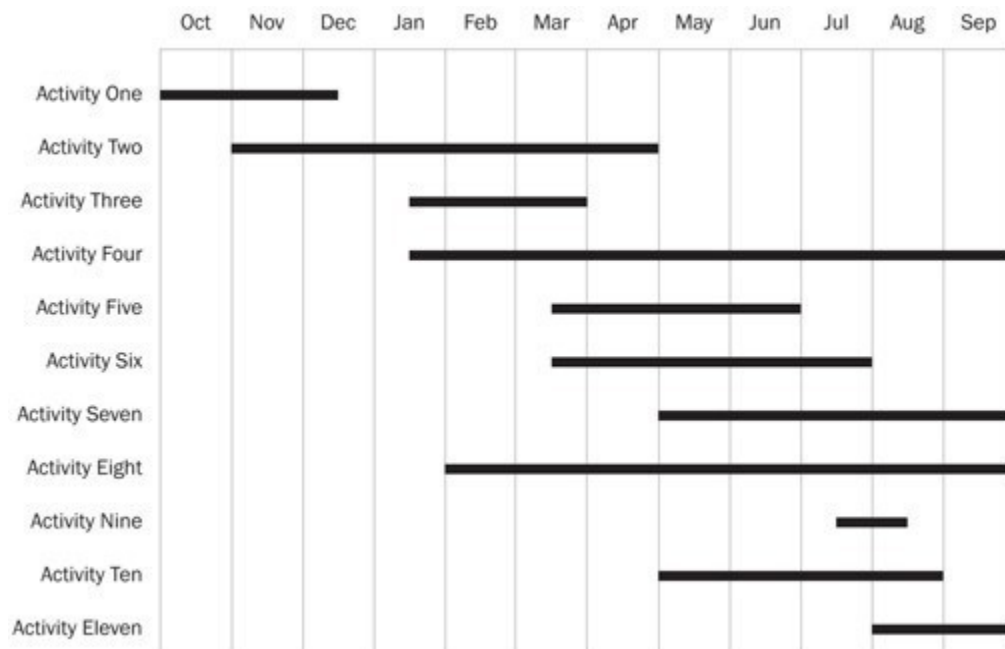 Oct Nov Dec Jan Feb Mar Apr May Jun Jul Aug Sep
Activity One
Activity Two
Activity Three
Activity Four
Activity Five
Activity Six
Activity Seven
Activity Eight
Activity Nine
Activity Ten
Activity Eleven